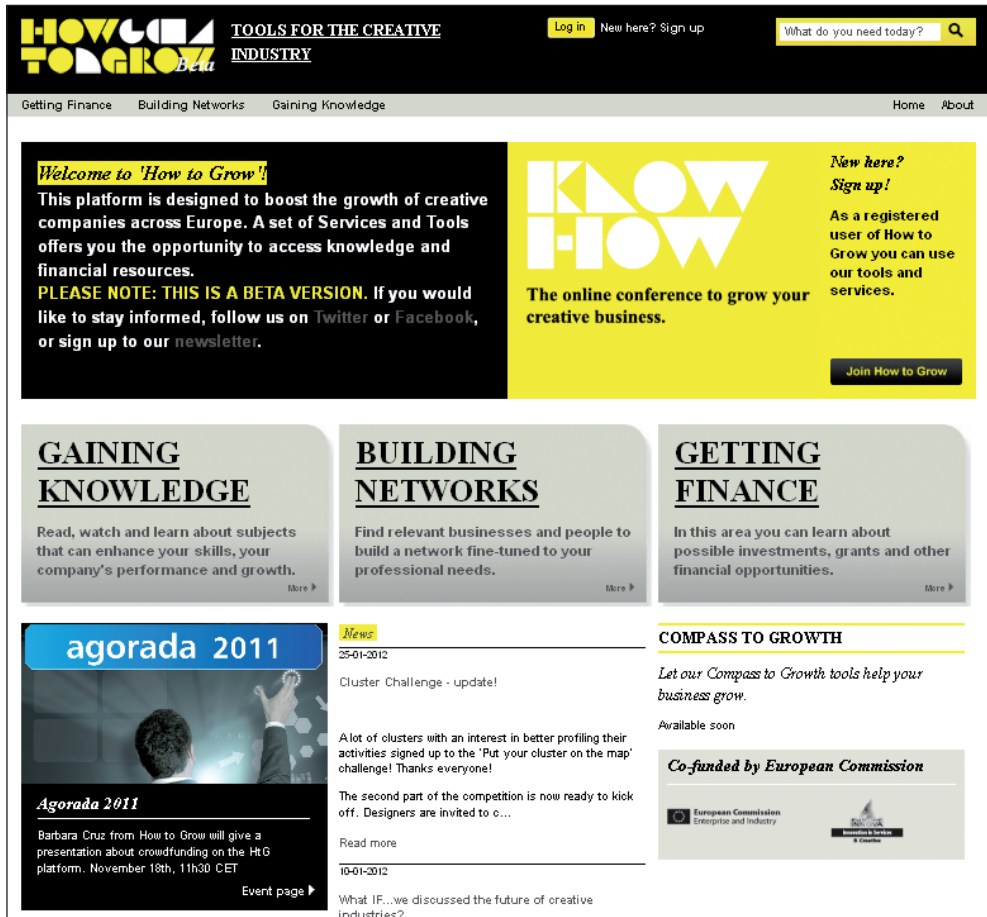 HOW
TO GROW Beta
TOOLS FOR THE CREATIVE
INDUSTRY
Log in New here? Sign up
What do you need today?
Getting Finance Building Networks Gaining Knowledge Home About
Welcome to 'How to Grow'!
This platform is designed to boost the growth of creative
companies across Europe. A set of Services and Tools
offers you the opportunity to access knowledge and
financial resources.
PLEASE NOTE: THIS IS A BETA VERSION. If you would
like to stay informed, follow us on Twitter or Facebook,
or sign up to our newsletter.
KNOW
HOW
The online conference to grow your
creative business.
New here?
Sign up!
As a registered
user of How to
Grow you can use
our tools and
services.
Join How to Grow
GAINING
KNOWLEDGE
Read, watch and learn about subjects
that can enhance your skills, your
company's performance and growth.
More
BUILDING
NETWORKS
Find relevant businesses and people to
build a network fine-tuned to your
professional needs.
More
GETTING
FINANCE
In this area you can learn about
possible investments, grants and other
financial opportunities.
More
agorada 2011
Agorada 2011
Barbara Cruz from How to Grow will give a
presentation about crowdfunding on the HtG
platform. November 18th, 11h30 CET
Event page
News
25-01-2012
Cluster Challenge - update!
A lot of clusters with an interest in better profiling their
activities signed up to the 'Put your cluster on the map'
challenge! Thanks everyone!
The second part of the competition is now ready to kick
off. Designers are invited to c...
Read more
10-01-2012
What IF...we discussed the future of creative
industries?
COMPASS TO GROWTH
Let our Compass to Growth tools help your
business grow.
Available soon
Co-funded by European Commission
European Commission
Enterprise and Industry
Innovation in Services
& Creative